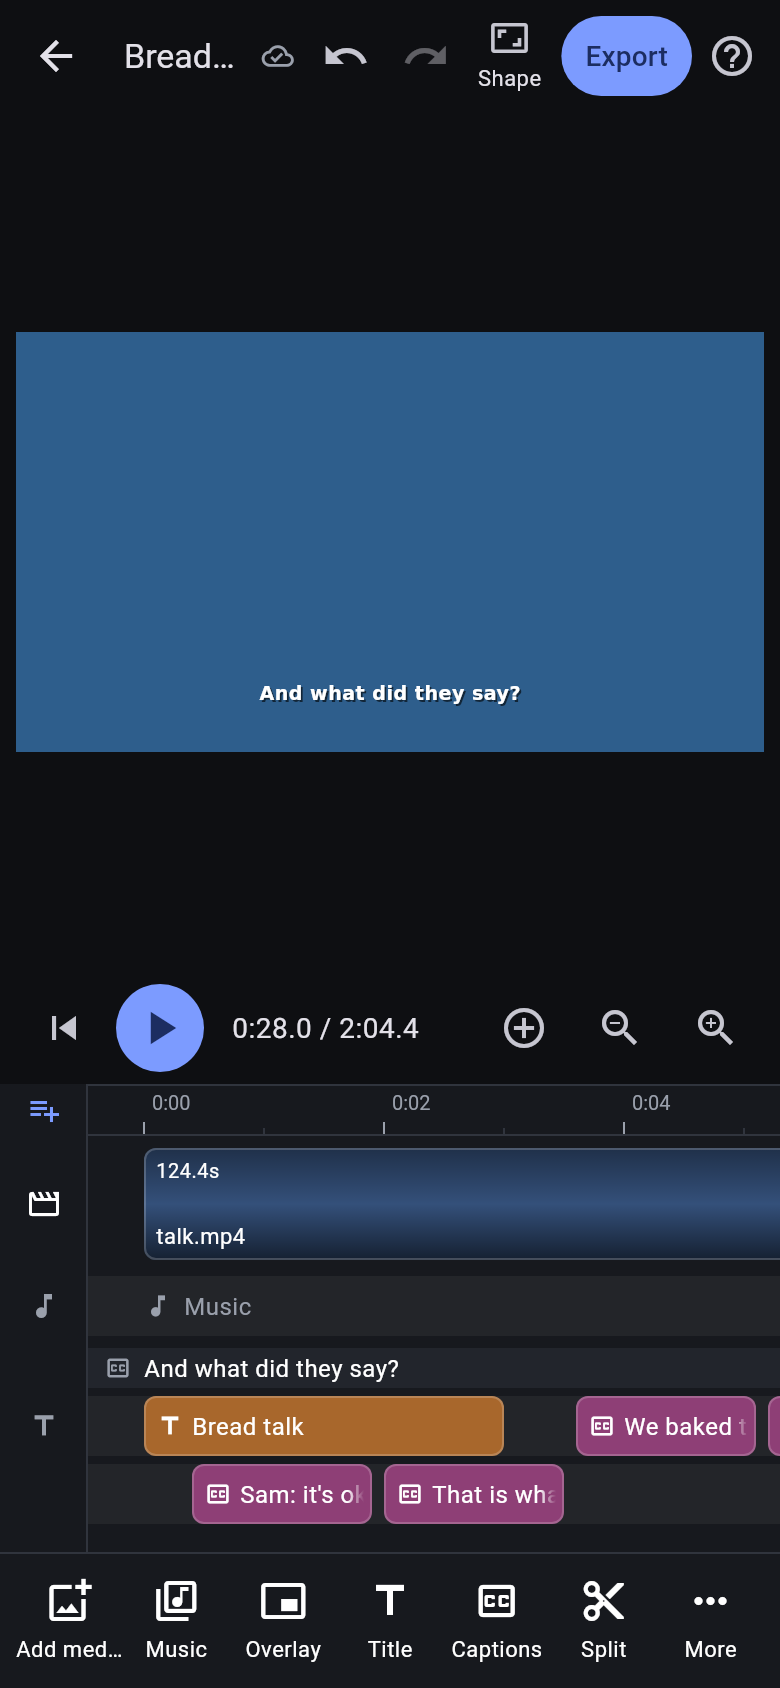 Bread...
Shape
Export
And what did they say?
0:28.0 / 2:04.4
0:00
0:02
0:04
124.4s
talk.mp4
Music
And what did they say?
Bread talk
We baked t
Sam: it's ok
That is wha
Add med...
Music
Overlay
Title
Captions
Split
More